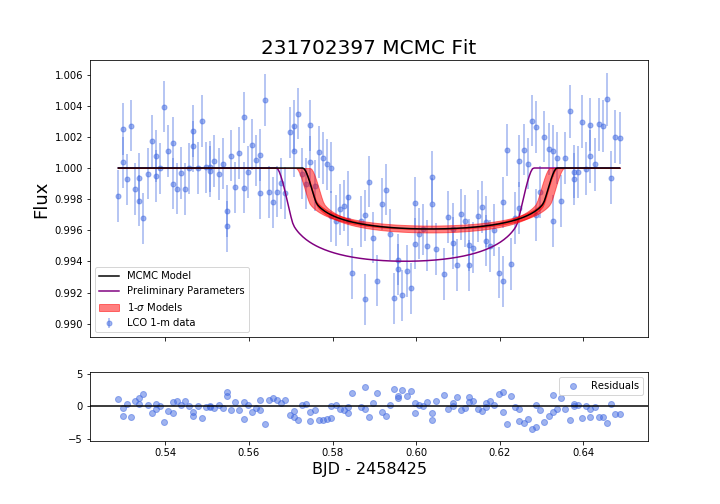 231702397 MCMC Fit
1.006
1.004
1.002
1.000
0.998
0.996
0.994
0.992
0.990
Flux
MCMC Model
Preliminary Parameters
1-σ Models
LCO 1-m data
5
0
−5
Residuals
0.54 0.56 0.58 0.60 0.62 0.64
BJD - 2458425